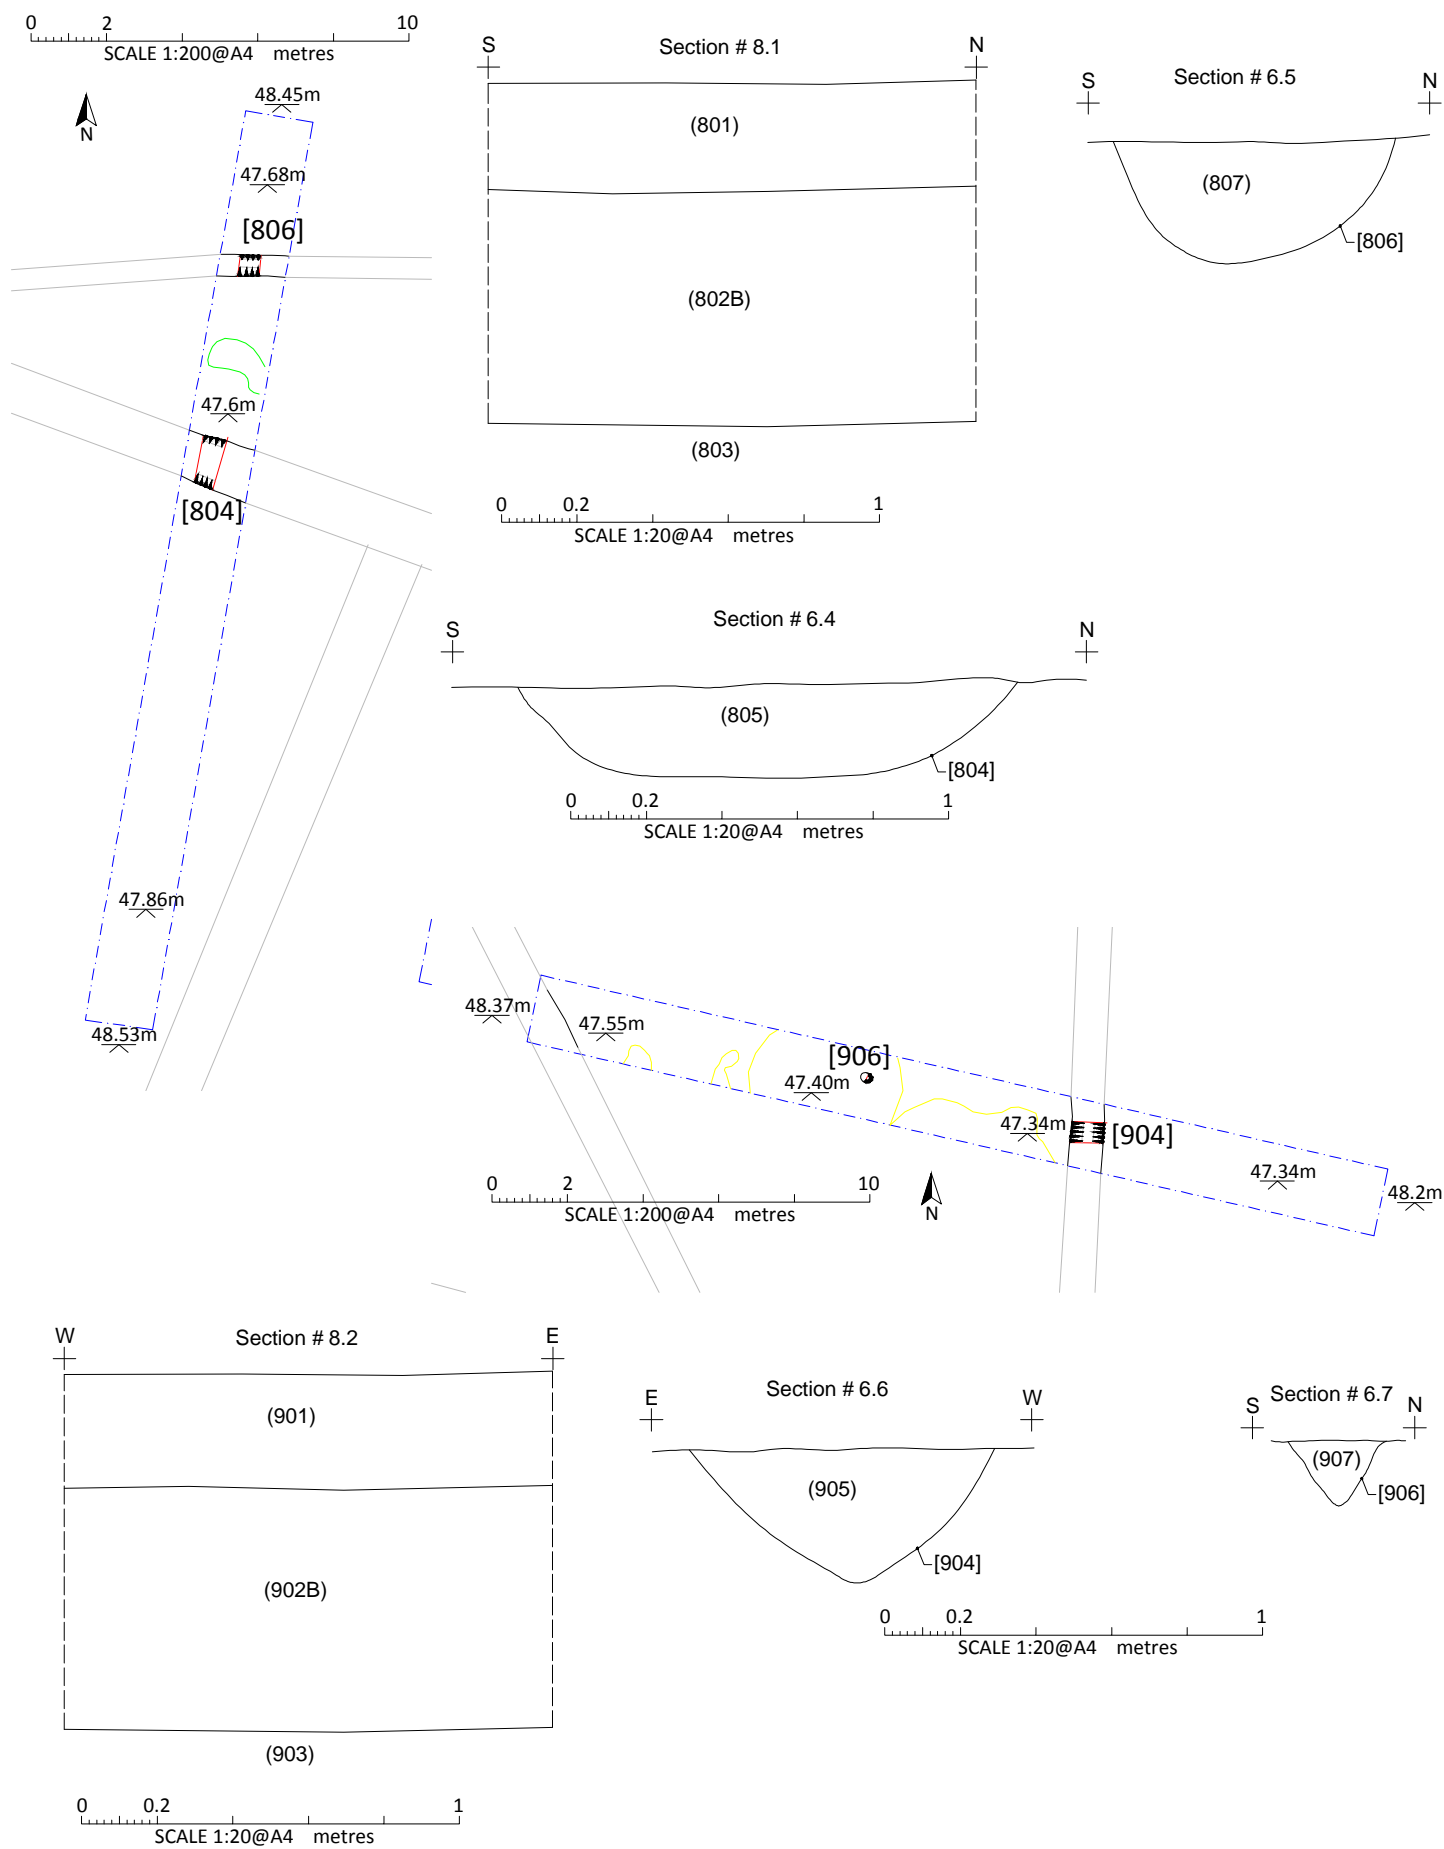 0 2 10
SCALE 1:200@A4 metres
N
48.45m
47.68m
[806]
47.6m
[804]
47.86m
48.53m
S Section # 8.1 N
(801)
(802B)
(803)
0 0.2 1
SCALE 1:20@A4 metres
S Section # 6.5 N
(807)
[806]
S Section # 6.4 N
(805)
[804]
0 0.2 1
SCALE 1:20@A4 metres
48.37m
47.55m
[906]
47.40m
47.34m
[904]
47.34m
48.2m
0 2 10
SCALE 1:200@A4 metres
N
W Section # 8.2 E
(901)
(902B)
(903)
0 0.2 1
SCALE 1:20@A4 metres
E Section # 6.6 W
(905)
[904]
S Section # 6.7 N
(907)
[906]
0 0.2 1
SCALE 1:20@A4 metres